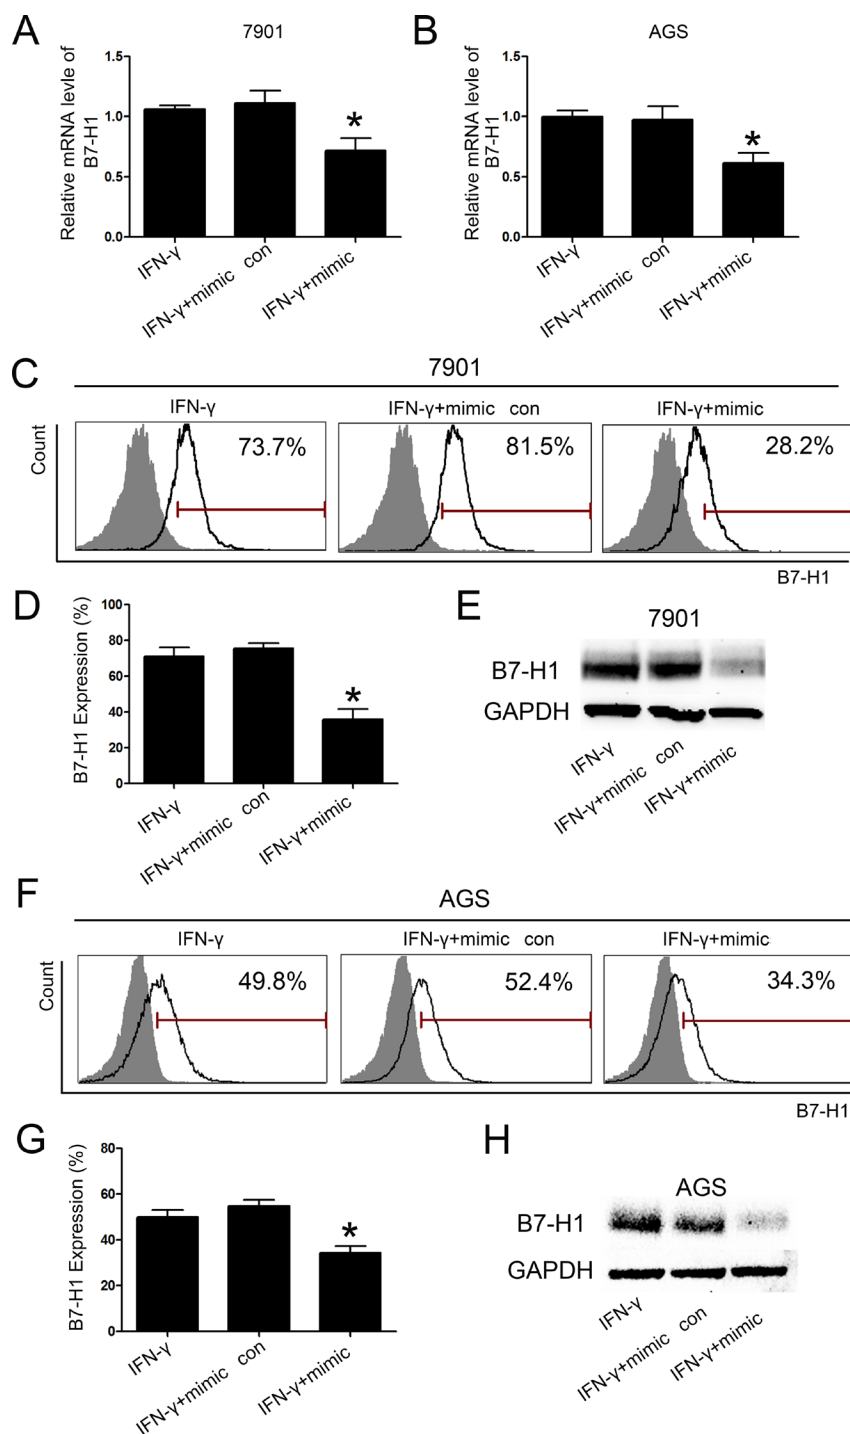 A
7901
Relative mRNA levle of
B7-H1
1.5
1.0
0.5
0.0
*
IFN-γ
IFN-γ+mimic con
IFN-γ+mimic
B
AGS
Relative mRNA levle of
B7-H1
1.5
1.0
0.5
0.0
*
IFN-γ
IFN-γ+mimic con
IFN-γ+mimic
C
7901
IFN-γ
IFN-γ+mimic con
IFN-γ+mimic
Count
73.7%
81.5%
28.2%
B7-H1
D
B7-H1 Expression (%)
100
80
60
40
20
0
*
IFN-γ
IFN-γ+mimic con
IFN-γ+mimic
E
7901
B7-H1
GAPDH
IFN-γ
IFN-γ+mimic con
IFN-γ+mimic
F
AGS
IFN-γ
IFN-γ+mimic con
IFN-γ+mimic
Count
49.8%
52.4%
34.3%
B7-H1
G
B7-H1 Expression (%)
80
60
40
20
0
*
IFN-γ
IFN-γ+mimic con
IFN-γ+mimic
H
AGS
B7-H1
GAPDH
IFN-γ
IFN-γ+mimic con
IFN-γ+mimic